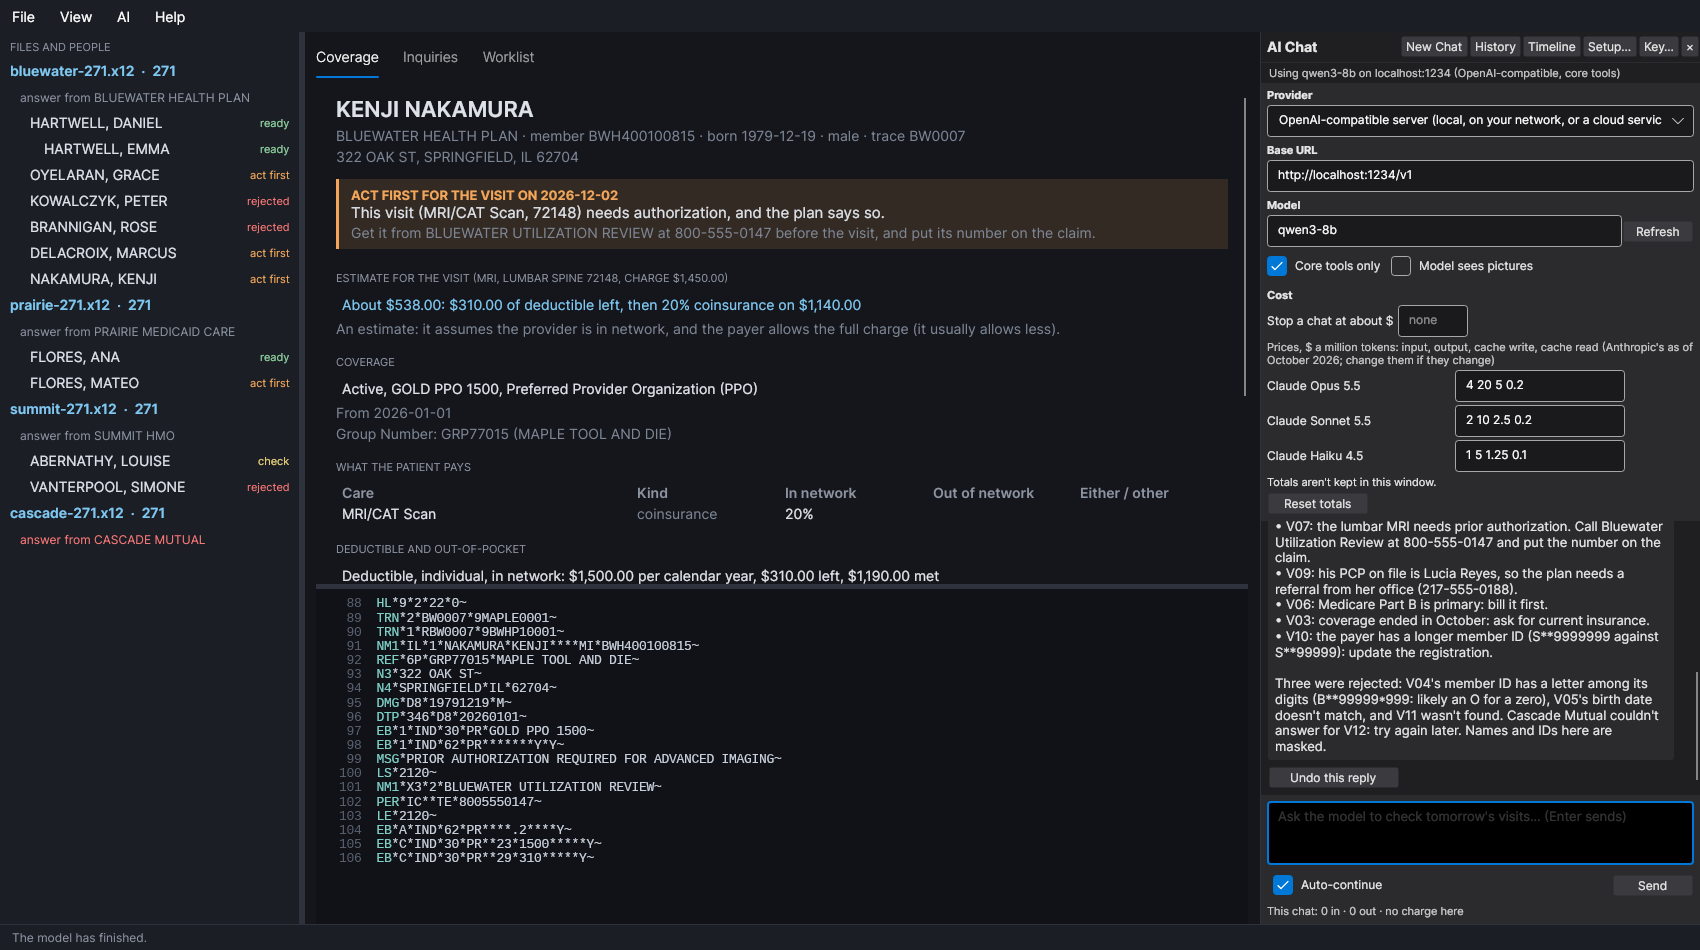 File View AI Help
FILES AND PEOPLE
bluewater-271.x12 · 271
answer from BLUEWATER HEALTH PLAN
HARTWELL, DANIEL ready
HARTWELL, EMMA ready
OYELARAN, GRACE act first
KOWALCZYK, PETER rejected
BRANNIGAN, ROSE rejected
DELACROIX, MARCUS act first
NAKAMURA, KENJI act first
prairie-271.x12 · 271
answer from PRAIRIE MEDICAID CARE
FLORES, ANA ready
FLORES, MATEO act first
summit-271.x12 · 271
answer from SUMMIT HMO
ABERNATHY, LOUISE check
VANTERPOOL, SIMONE rejected
cascade-271.x12 · 271
answer from CASCADE MUTUAL
Coverage Inquiries Worklist
KENJI NAKAMURA
BLUEWATER HEALTH PLAN · member BWH400100815 · born 1979-12-19 · male · trace BW0007
322 OAK ST, SPRINGFIELD, IL 62704
ACT FIRST FOR THE VISIT ON 2026-12-02
This visit (MRI/CAT Scan, 72148) needs authorization, and the plan says so.
Get it from BLUEWATER UTILIZATION REVIEW at 800-555-0147 before the visit, and put its number on the claim.
ESTIMATE FOR THE VISIT (MRI, LUMBAR SPINE 72148, CHARGE $1,450.00)
About $538.00: $310.00 of deductible left, then 20% coinsurance on $1,140.00
An estimate: it assumes the provider is in network, and the payer allows the full charge (it usually allows less).
COVERAGE
Active, GOLD PPO 1500, Preferred Provider Organization (PPO)
From 2026-01-01
Group Number: GRP77015 (MAPLE TOOL AND DIE)
WHAT THE PATIENT PAYS
Care Kind In network Out of network Either / other
MRI/CAT Scan coinsurance 20%
DEDUCTIBLE AND OUT-OF-POCKET
Deductible, individual, in network: $1,500.00 per calendar year, $310.00 left, $1,190.00 met
88 HL*9*2*22*0~
89 TRN*2*BW0007*9MAPLE0001~
90 TRN*1*RBW0007*9BWHP10001~
91 NM1*IL*1*NAKAMURA*KENJI****MI*BWH400100815~
92 REF*6P*GRP77015*MAPLE TOOL AND DIE~
93 N3*322 OAK ST~
94 N4*SPRINGFIELD*IL*62704~
95 DMG*D8*19791219*M~
96 DTP*346*D8*20260101~
97 EB*1*IND*30*PR*GOLD PPO 1500~
98 EB*1*IND*62*PR*******Y*Y~
99 MSG*PRIOR AUTHORIZATION REQUIRED FOR ADVANCED IMAGING~
100 LS*2120~
101 NM1*X3*2*BLUEWATER UTILIZATION REVIEW~
102 PER*IC**TE*8005550147~
103 LE*2120~
104 EB*A*IND*62*PR****.2****Y~
105 EB*C*IND*30*PR**23*1500*****Y~
106 EB*C*IND*30*PR**29*310*****Y~
AI Chat New Chat History Timeline Setup... Key... ×
Using qwen3-8b on localhost:1234 (OpenAI-compatible, core tools)
Provider
OpenAI-compatible server (local, on your network, or a cloud servic
Base URL
http://localhost:1234/v1
Model
qwen3-8b Refresh
Core tools only Model sees pictures
Cost
Stop a chat at about $ none
Prices, $ a million tokens: input, output, cache write, cache read (Anthropic's as of
October 2026; change them if they change)
Claude Opus 5.5 4 20 5 0.2
Claude Sonnet 5.5 2 10 2.5 0.2
Claude Haiku 4.5 1 5 1.25 0.1
Totals aren't kept in this window.
Reset totals
• V07: the lumbar MRI needs prior authorization. Call Bluewater
Utilization Review at 800-555-0147 and put the number on the
claim.
• V09: his PCP on file is Lucia Reyes, so the plan needs a
referral from her office (217-555-0188).
• V06: Medicare Part B is primary: bill it first.
• V03: coverage ended in October: ask for current insurance.
• V10: the payer has a longer member ID (S**9999999 against
S**99999): update the registration.
Three were rejected: V04's member ID has a letter among its
digits (B**99999*999: likely an O for a zero), V05's birth date
doesn't match, and V11 wasn't found. Cascade Mutual couldn't
answer for V12: try again later. Names and IDs here are
masked.
Undo this reply
Ask the model to check tomorrow's visits... (Enter sends)
Auto-continue Send
This chat: 0 in · 0 out · no charge here
The model has finished.